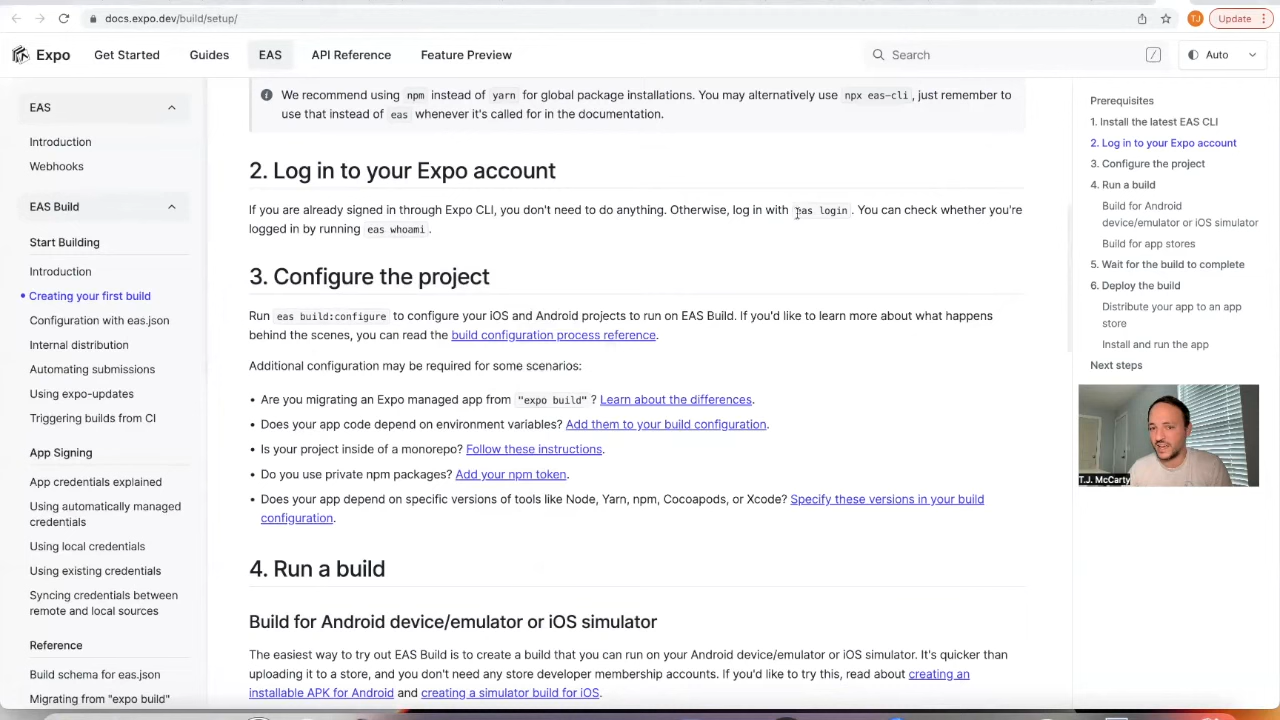 docs.expo.dev/build/setup/
TJ
Update
Expo
Get Started
Guides
EAS
API Reference
Feature Preview
Search
/
Auto
EAS
Introduction
Webhooks
EAS Build
Start Building
Introduction
Creating your first build
Configuration with eas.json
Internal distribution
Automating submissions
Using expo-updates
Triggering builds from CI
App Signing
App credentials explained
Using automatically managed
credentials
Using local credentials
Using existing credentials
Syncing credentials between
remote and local sources
Reference
Build schema for eas.json
Migrating from "expo build"
We recommend using npm instead of yarn for global package installations. You may alternatively use npx eas-cli, just remember to
use that instead of eas whenever it's called for in the documentation.
2. Log in to your Expo account
If you are already signed in through Expo CLI, you don't need to do anything. Otherwise, log in with eas login. You can check whether you're
logged in by running eas whoami.
3. Configure the project
Run eas build:configure to configure your iOS and Android projects to run on EAS Build. If you'd like to learn more about what happens
behind the scenes, you can read the build configuration process reference.
Additional configuration may be required for some scenarios:
• Are you migrating an Expo managed app from "expo build"? Learn about the differences.
• Does your app code depend on environment variables? Add them to your build configuration.
• Is your project inside of a monorepo? Follow these instructions.
• Do you use private npm packages? Add your npm token.
• Does your app depend on specific versions of tools like Node, Yarn, npm, Cocoapods, or Xcode? Specify these versions in your build
configuration.
4. Run a build
Build for Android device/emulator or iOS simulator
The easiest way to try out EAS Build is to create a build that you can run on your Android device/emulator or iOS simulator. It's quicker than
uploading it to a store, and you don't need any store developer membership accounts. If you'd like to try this, read about creating an
installable APK for Android and creating a simulator build for iOS.
Prerequisites
1. Install the latest EAS CLI
2. Log in to your Expo account
3. Configure the project
4. Run a build
Build for Android
device/emulator or iOS simulator
Build for app stores
5. Wait for the build to complete
6. Deploy the build
Distribute your app to an app
store
Install and run the app
Next steps
T.J. McCarty